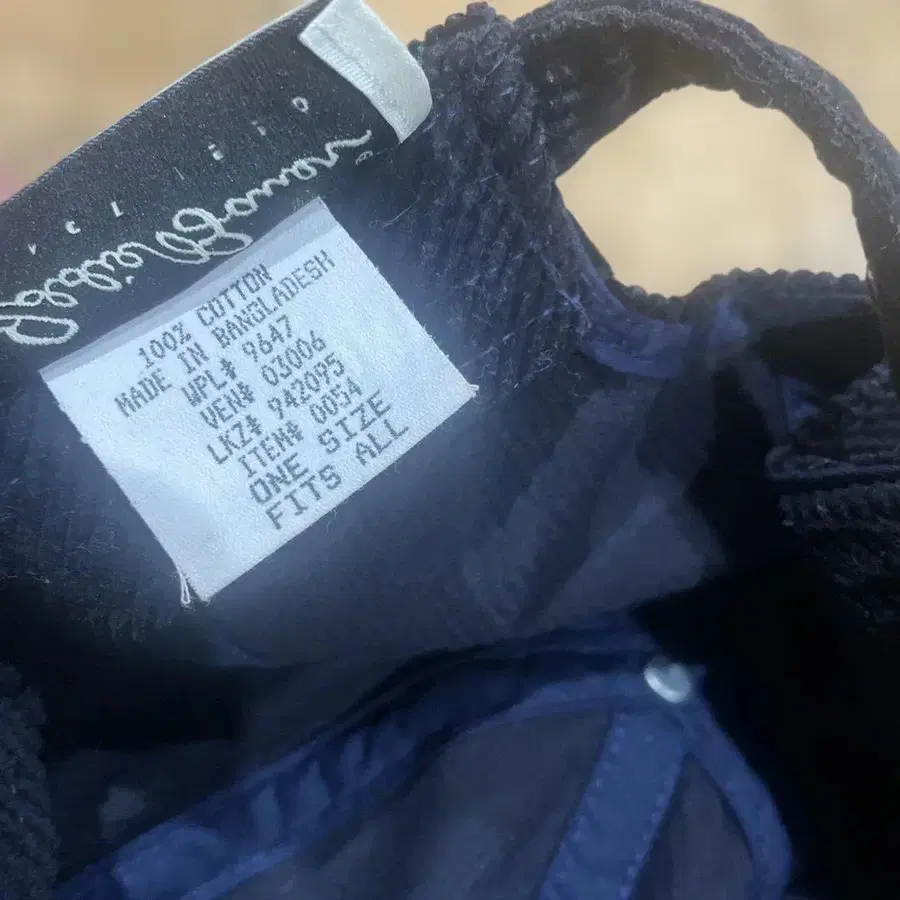 100% COTTON
MADE IN BANGLADESH
WPL# 9647
VEN# 03006
LKZ# 942095
ITEM# 0054
ONE SIZE
FITS ALL